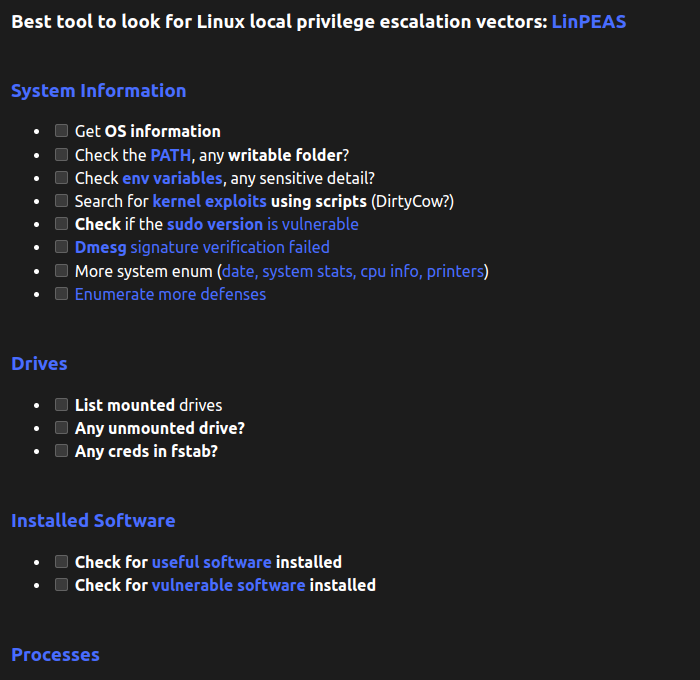 Best tool to look for Linux local privilege escalation vectors: LinPEAS
System Information
Get OS information
Check the PATH, any writable folder?
Check env variables, any sensitive detail?
Search for kernel exploits using scripts (DirtyCow?)
Check if the sudo version is vulnerable
Dmesg signature verification failed
More system enum (date, system stats, cpu info, printers)
Enumerate more defenses
Drives
List mounted drives
Any unmounted drive?
Any creds in fstab?
Installed Software
Check for useful software installed
Check for vulnerable software installed
Processes